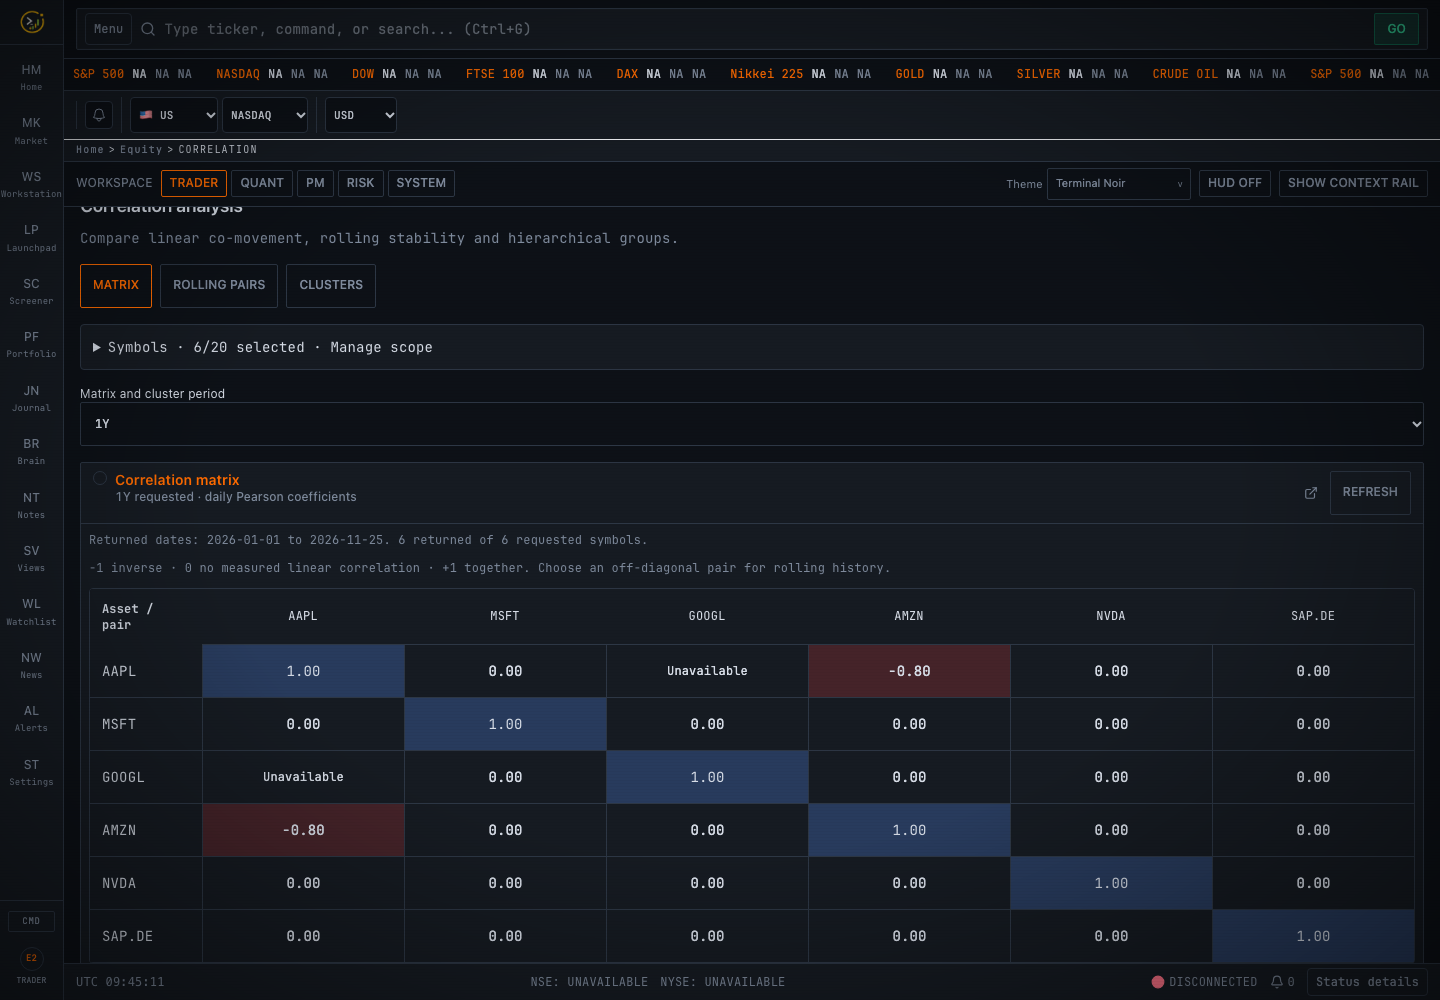 Menu
Type ticker, command, or search... (Ctrl+G)
GO
S&P 500 NA NA NA NASDAQ NA NA NA DOW NA NA NA FTSE 100 NA NA NA DAX NA NA NA Nikkei 225 NA NA NA GOLD NA NA NA SILVER NA NA NA CRUDE OIL NA NA NA S&P 500 NA NA NA
US NASDAQ USD
Home > Equity > CORRELATION
WORKSPACE TRADER QUANT PM RISK SYSTEM Theme Terminal Noir v HUD OFF SHOW CONTEXT RAIL
HM
Home
MK
Market
WS
Workstation
LP
Launchpad
SC
Screener
PF
Portfolio
JN
Journal
BR
Brain
NT
Notes
SV
Views
WL
Watchlist
NW
News
AL
Alerts
ST
Settings
CMD
E2
TRADER
Correlation analysis
Compare linear co-movement, rolling stability and hierarchical groups.
MATRIX ROLLING PAIRS CLUSTERS
Symbols · 6/20 selected · Manage scope
Matrix and cluster period
1Y
Correlation matrix
1Y requested · daily Pearson coefficients
REFRESH
Returned dates: 2026-01-01 to 2026-11-25. 6 returned of 6 requested symbols.
-1 inverse · 0 no measured linear correlation · +1 together. Choose an off-diagonal pair for rolling history.
Asset / pair AAPL MSFT GOOGL AMZN NVDA SAP.DE
AAPL 1.00 0.00 Unavailable -0.80 0.00 0.00
MSFT 0.00 1.00 0.00 0.00 0.00 0.00
GOOGL Unavailable 0.00 1.00 0.00 0.00 0.00
AMZN -0.80 0.00 0.00 1.00 0.00 0.00
NVDA 0.00 0.00 0.00 0.00 1.00 0.00
SAP.DE 0.00 0.00 0.00 0.00 0.00 1.00
UTC 09:45:11 NSE: UNAVAILABLE NYSE: UNAVAILABLE DISCONNECTED 0 Status details